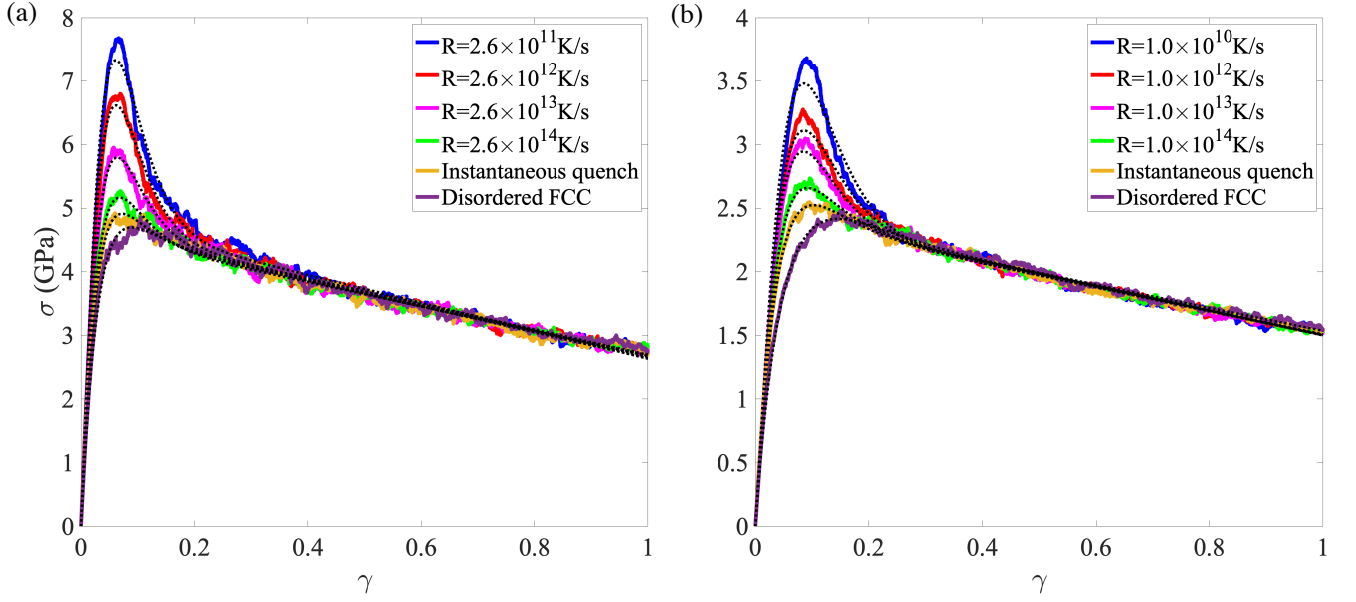 (a)
σ (GPa)
8
7
6
5
4
3
2
1
0
0 0.2 0.4 0.6 0.8 1
γ
R=2.6×10¹¹K/s
R=2.6×10¹²K/s
R=2.6×10¹³K/s
R=2.6×10¹⁴K/s
Instantaneous quench
Disordered FCC
(b)
4
3.5
3
2.5
2
1.5
1
0.5
0
0 0.2 0.4 0.6 0.8 1
γ
R=1.0×10¹⁰K/s
R=1.0×10¹²K/s
R=1.0×10¹³K/s
R=1.0×10¹⁴K/s
Instantaneous quench
Disordered FCC